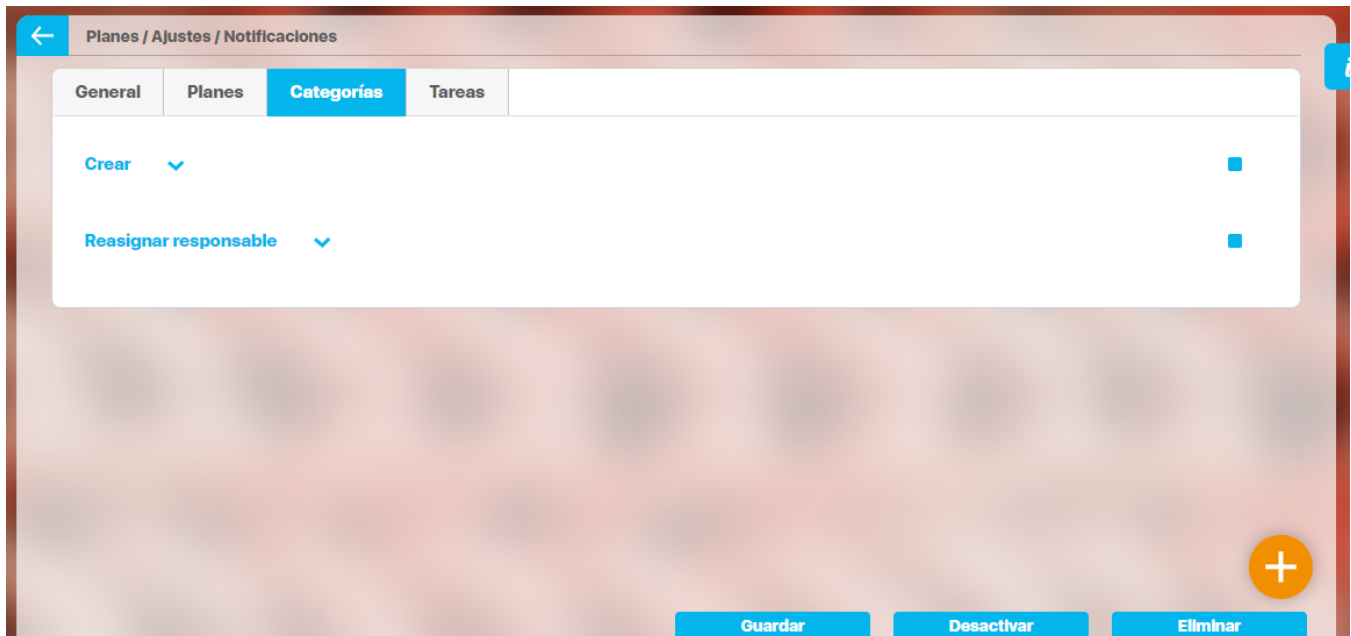 Planes / Ajustes / Notificaciones
General Planes Categorías Tareas
Crear
Reasignar responsable
Guardar Desactivar Eliminar